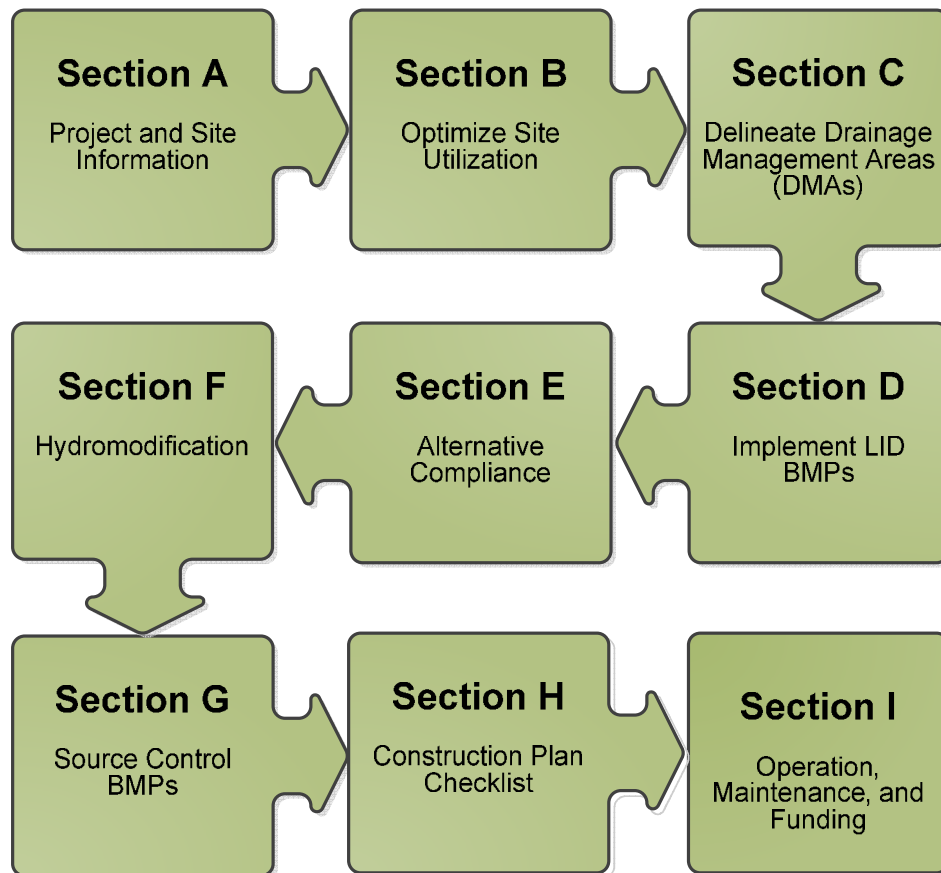 Section A
Project and Site
Information
Section B
Optimize Site
Utilization
Section C
Delineate Drainage
Management Areas
(DMAs)
Section D
Implement LID
BMPs
Section E
Alternative
Compliance
Section F
Hydromodification
Section G
Source Control
BMPs
Section H
Construction Plan
Checklist
Section I
Operation,
Maintenance, and
Funding